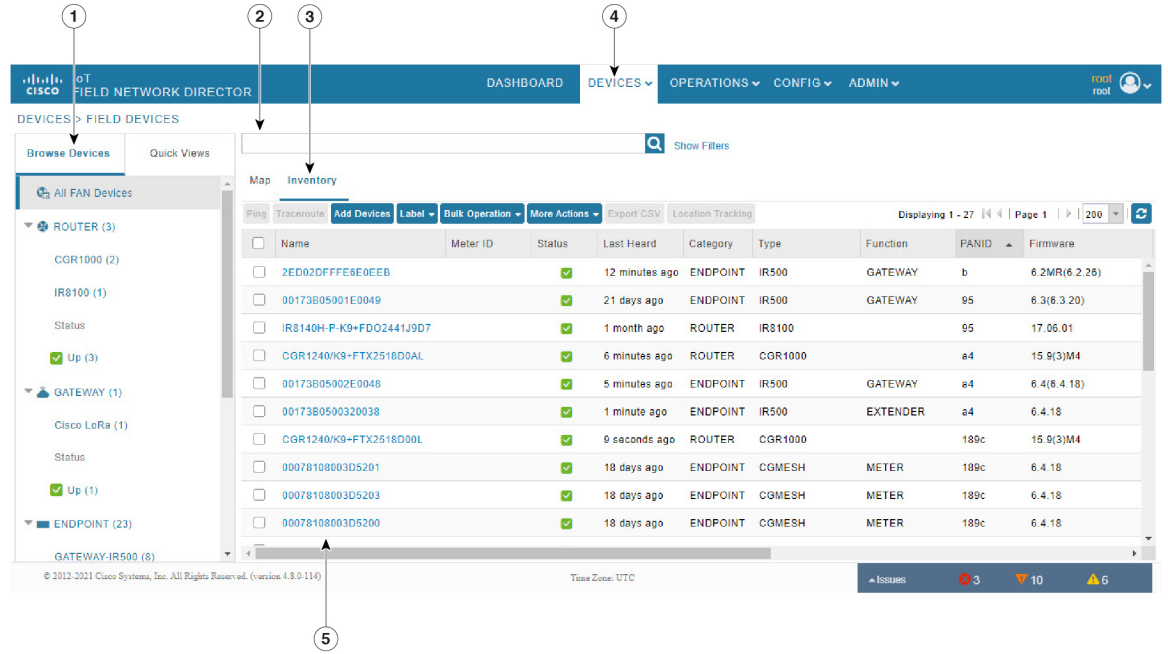 1 2 3 4
CISCO IoT FIELD NETWORK DIRECTOR DASHBOARD DEVICES OPERATIONS CONFIG ADMIN root root
DEVICES > FIELD DEVICES
Browse Devices Quick Views Show Filters
Map Inventory
All FAN Devices
Ping Traceroute Add Devices Label Bulk Operation More Actions Export CSV Location Tracking Displaying 1 - 27 Page 1 200
ROUTER (3)
CGR1000 (2)
IR8100 (1)
Status
Up (3)
GATEWAY (1)
Cisco LoRa (1)
Status
Up (1)
ENDPOINT (23)
GATEWAY-IR500 (8)
Name Meter ID Status Last Heard Category Type Function PANID Firmware
2ED02DFFFE6E0EEB 12 minutes ago ENDPOINT IR500 GATEWAY b 6.2MR(6.2.26)
00173B05001E0049 21 days ago ENDPOINT IR500 GATEWAY 95 6.3(6.3.20)
IR8140H-P-K9+FDO2441J9D7 1 month ago ROUTER IR8100 95 17.06.01
CGR1240/K9+FTX2518D0AL 6 minutes ago ROUTER CGR1000 a4 15.9(3)M4
00173B05002E0048 5 minutes ago ENDPOINT IR500 GATEWAY a4 6.4(6.4.18)
00173B0500320038 1 minute ago ENDPOINT IR500 EXTENDER a4 6.4.18
CGR1240/K9+FTX2518D00L 9 seconds ago ROUTER CGR1000 189c 15.9(3)M4
00078108003D5201 18 days ago ENDPOINT CGMESH METER 189c 6.4.18
00078108003D5203 18 days ago ENDPOINT CGMESH METER 189c 6.4.18
00078108003D5200 18 days ago ENDPOINT CGMESH METER 189c 6.4.18
© 2012-2021 Cisco Systems, Inc. All Rights Reserved. (version 4.8.0-114) Time Zone: UTC Issues 3 10 6
5